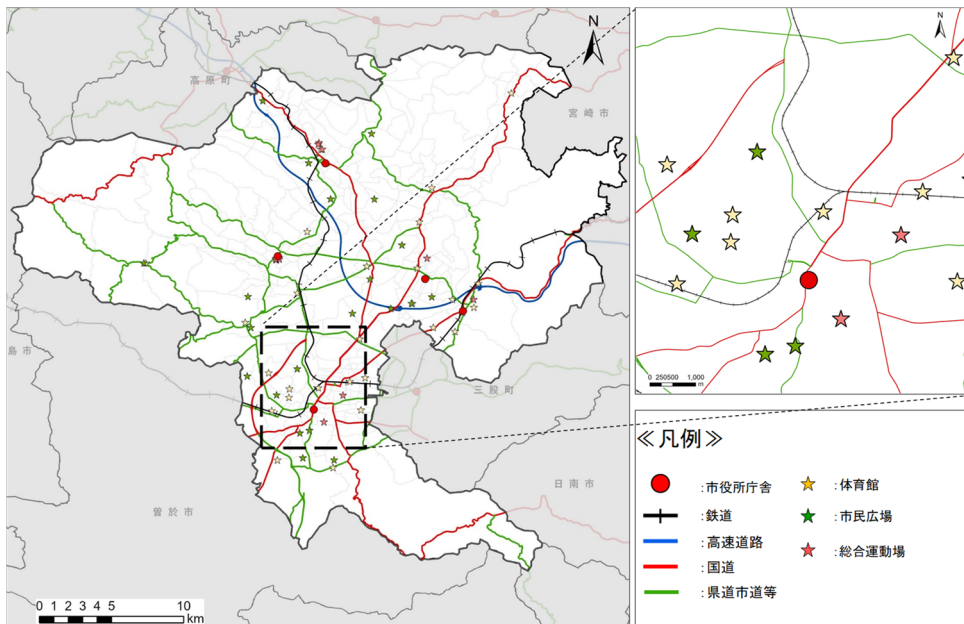 N
高原町
宮崎市
島市
三股町
日南市
曽於市
0 1 2 3 4 5 10
km
N
0 250500 1,000
m
≪凡例≫
:市役所庁舎
:鉄道
:高速道路
:国道
:県道市道等
:体育館
:市民広場
:総合運動場